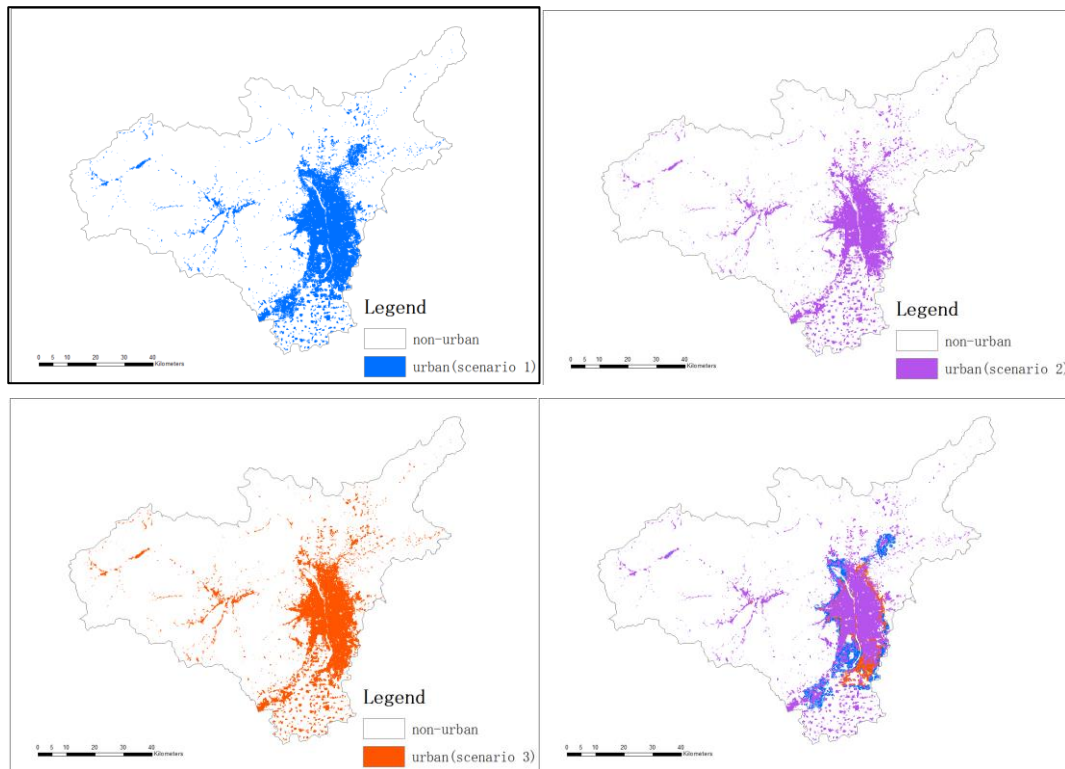 Legend
non-urban
urban(scenario 1)
0 5 10 20 30 40
Kilometers
Legend
non-urban
urban(scenario 2)
0 5 10 20 30 40
Kilometers
Legend
non-urban
urban(scenario 3)
0 5 10 20 30 40
Kilometers
0 5 10 20 30 40
Kilometers